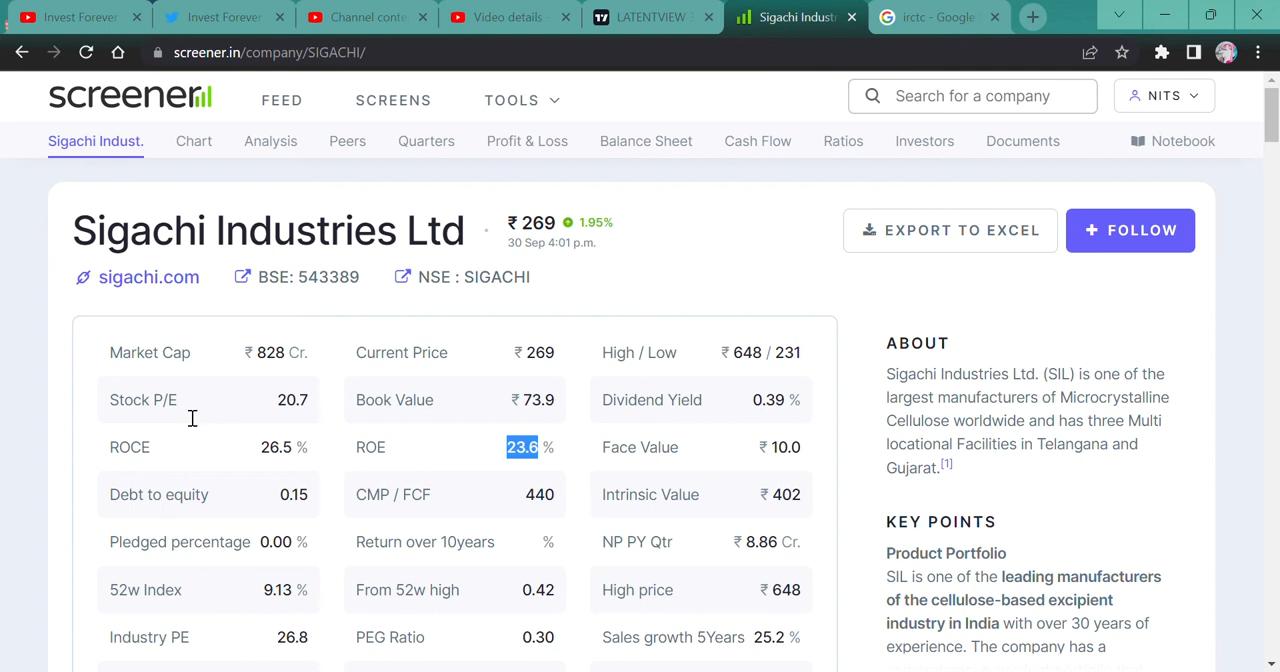 Invest Forever
Invest Forever
Channel conte
Video details
LATENTVIEW
Sigachi Industr
irctc - Google
screener.in/company/SIGACHI/
screener
FEED
SCREENS
TOOLS
Search for a company
NITS
Sigachi Indust.
Chart
Analysis
Peers
Quarters
Profit & Loss
Balance Sheet
Cash Flow
Ratios
Investors
Documents
Notebook
Sigachi Industries Ltd
₹ 269 1.95%
30 Sep 4:01 p.m.
EXPORT TO EXCEL
FOLLOW
sigachi.com
BSE: 543389
NSE : SIGACHI
Market Cap ₹ 828 Cr.
Current Price ₹ 269
High / Low ₹ 648 / 231
Stock P/E 20.7
Book Value ₹ 73.9
Dividend Yield 0.39 %
ROCE 26.5 %
ROE 23.6 %
Face Value ₹ 10.0
Debt to equity 0.15
CMP / FCF 440
Intrinsic Value ₹ 402
Pledged percentage 0.00 %
Return over 10years %
NP PY Qtr ₹ 8.86 Cr.
52w Index 9.13 %
From 52w high 0.42
High price ₹ 648
Industry PE 26.8
PEG Ratio 0.30
Sales growth 5Years 25.2 %
ABOUT
Sigachi Industries Ltd. (SIL) is one of the
largest manufacturers of Microcrystalline
Cellulose worldwide and has three Multi
locational Facilities in Telangana and
Gujarat.[1]
KEY POINTS
Product Portfolio
SIL is one of the leading manufacturers
of the cellulose-based excipient
industry in India with over 30 years of
experience. The company has a